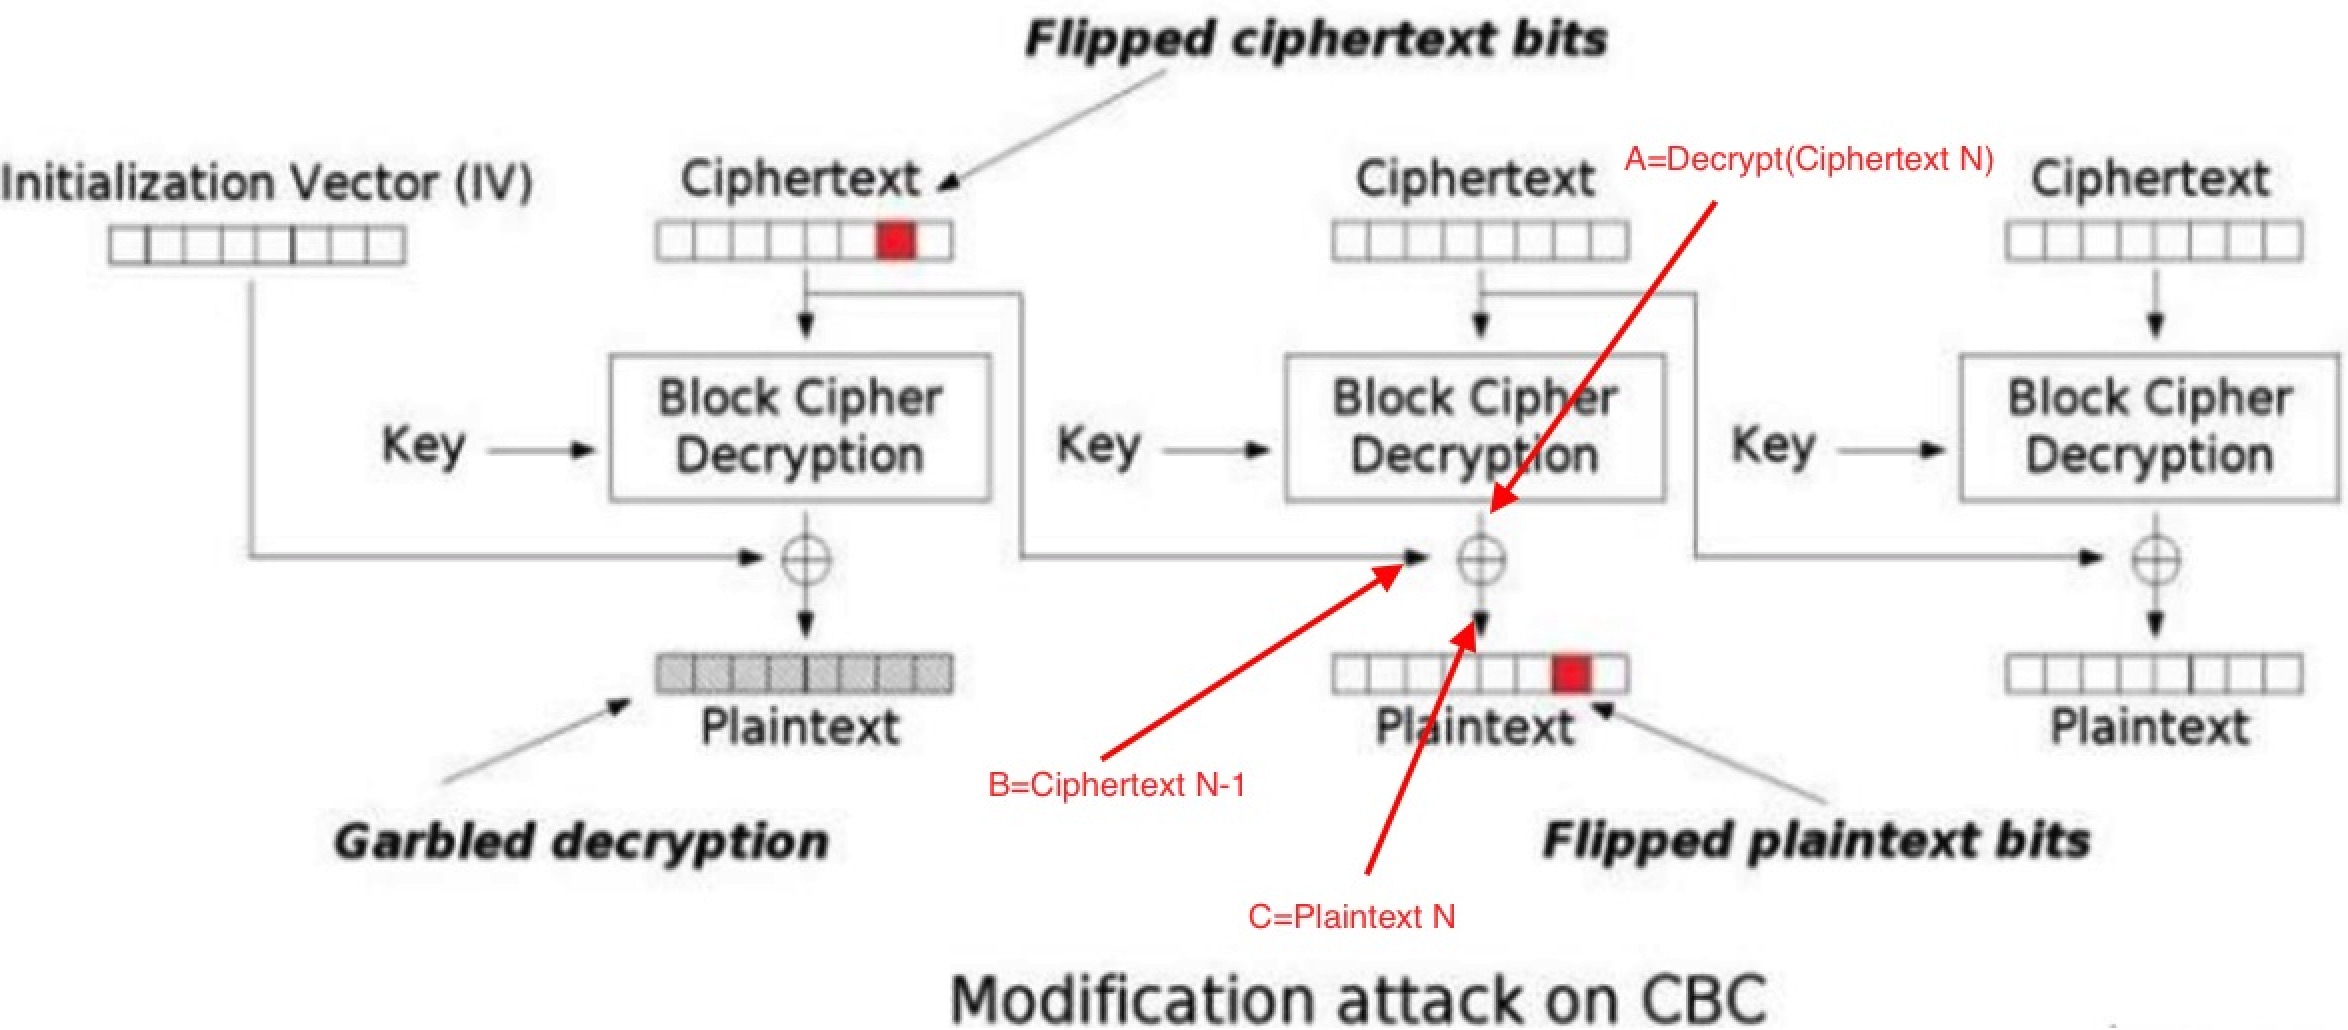 Flipped ciphertext bits
Initialization Vector (IV)
Ciphertext
Ciphertext
A=Decrypt(Ciphertext N)
Ciphertext
Key
Block Cipher
Decryption
Key
Block Cipher
Decryption
Key
Block Cipher
Decryption
Plaintext
Plaintext
Plaintext
B=Ciphertext N-1
Garbled decryption
Flipped plaintext bits
C=Plaintext N
Modification attack on CBC